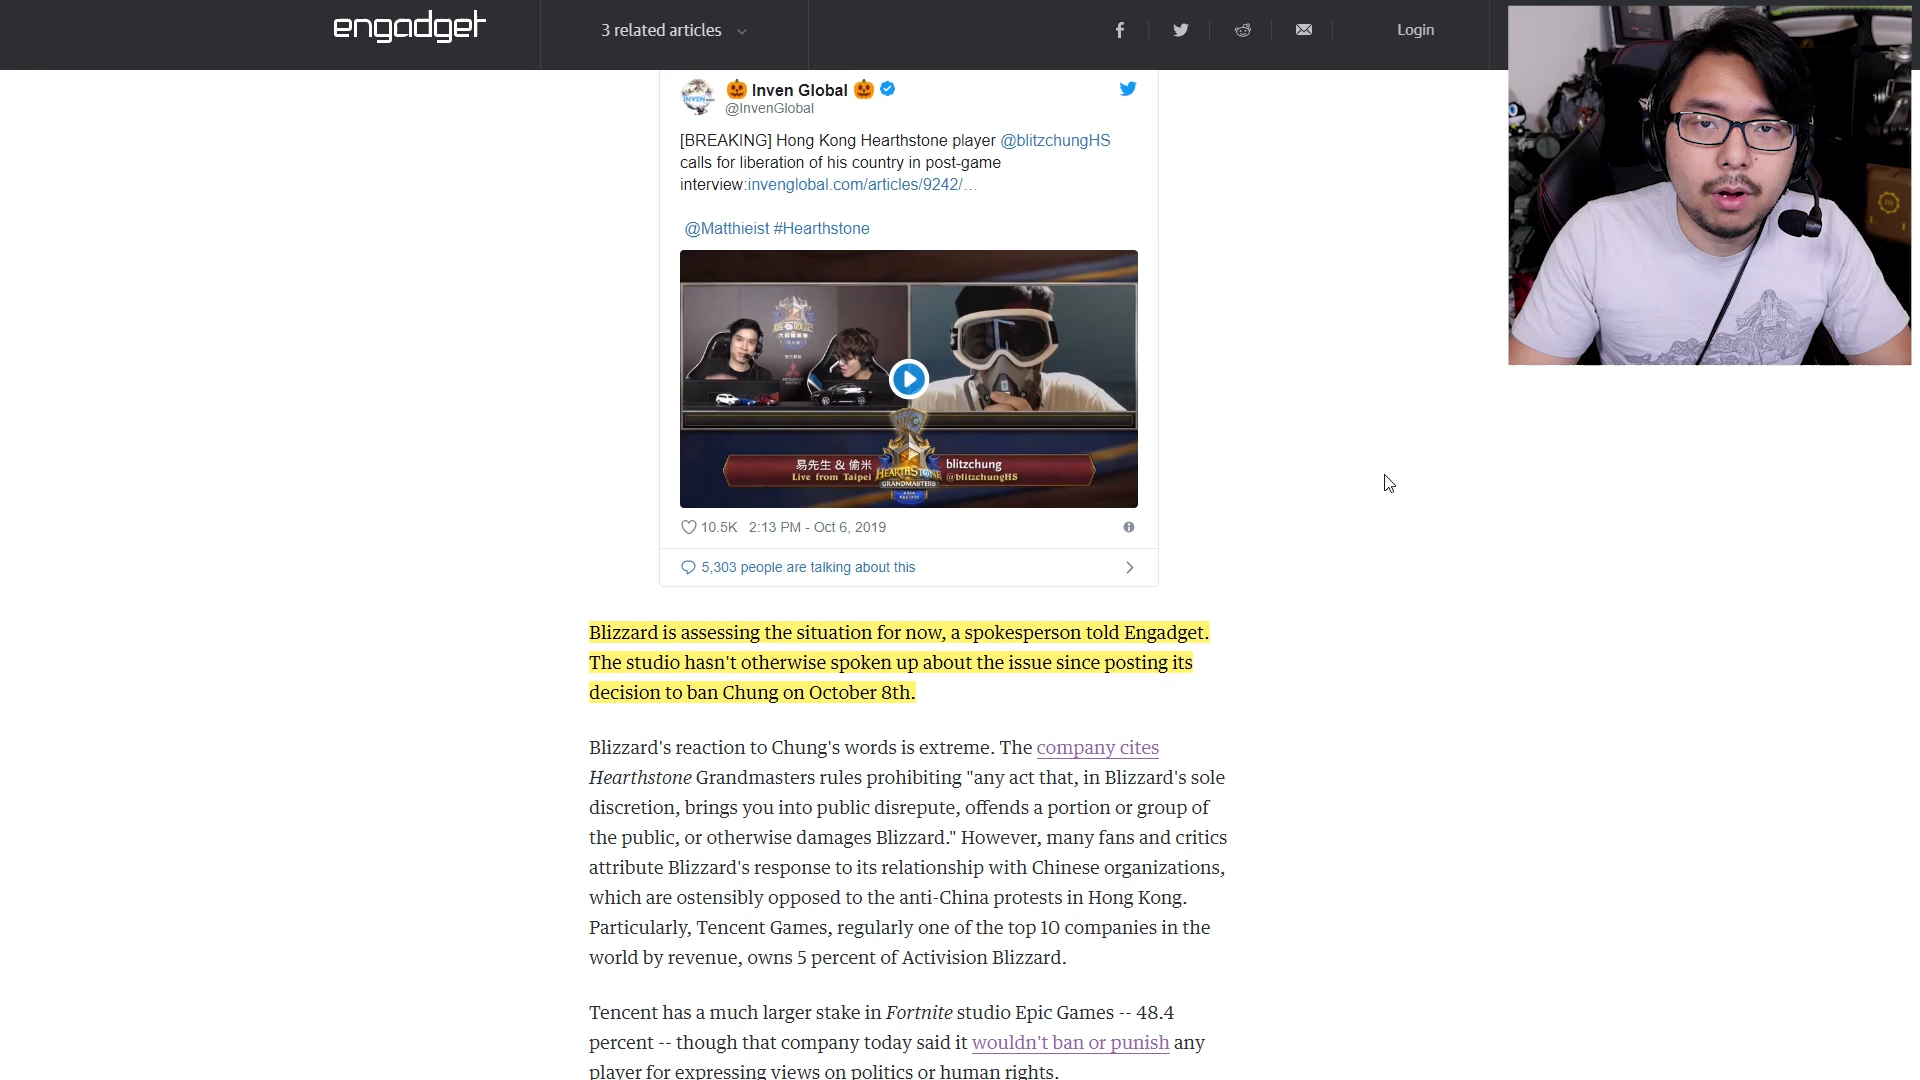 engadget
3 related articles
Login
Inven Global
@InvenGlobal
[BREAKING] Hong Kong Hearthstone player @blitzchungHS
calls for liberation of his country in post-game
interview:invenglobal.com/articles/9242/…
@Matthieist #Hearthstone
易先生 & 偷米
Live from Taipei
HEARTHSTONE
GRANDMASTERS
ASIA
PACIFIC
blitzchung
@blitzchungHS
10.5K 2:13 PM - Oct 6, 2019
5,303 people are talking about this
Blizzard is assessing the situation for now, a spokesperson told Engadget.
The studio hasn't otherwise spoken up about the issue since posting its
decision to ban Chung on October 8th.
Blizzard's reaction to Chung's words is extreme. The company cites
Hearthstone Grandmasters rules prohibiting "any act that, in Blizzard's sole
discretion, brings you into public disrepute, offends a portion or group of
the public, or otherwise damages Blizzard." However, many fans and critics
attribute Blizzard's response to its relationship with Chinese organizations,
which are ostensibly opposed to the anti-China protests in Hong Kong.
Particularly, Tencent Games, regularly one of the top 10 companies in the
world by revenue, owns 5 percent of Activision Blizzard.
Tencent has a much larger stake in Fortnite studio Epic Games -- 48.4
percent -- though that company today said it wouldn't ban or punish any
player for expressing views on politics or human rights.